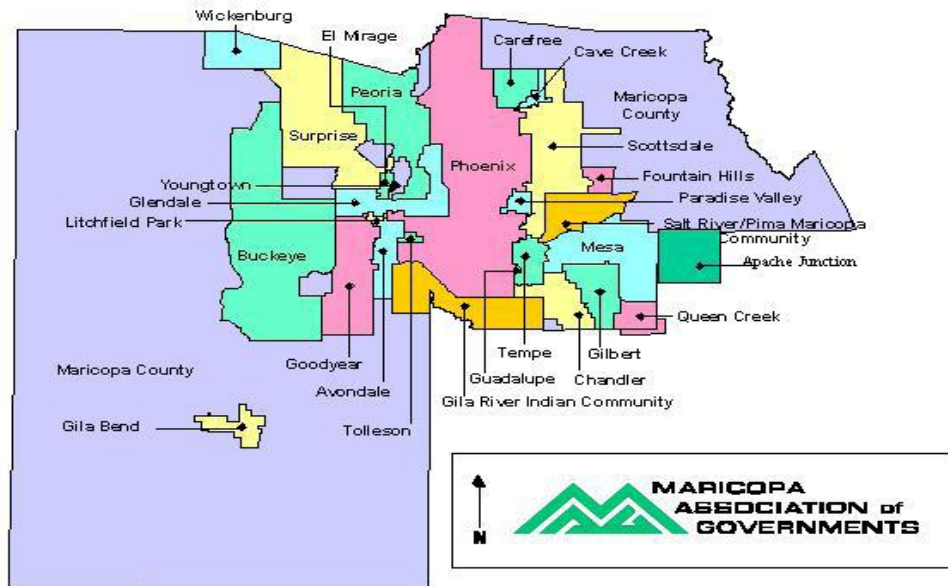 Wickenburg
El Mirage
Carefree
Cave Creek
Peoria
Maricopa
County
Surprise
Scottsdale
Phoenix
Youngtown
Fountain Hills
Glendale
Paradise Valley
Litchfield Park
Salt River/Pima Maricopa
Community
Mesa
Buckeye
Apache Junction
Queen Creek
Goodyear
Tempe
Gilbert
Maricopa County
Avondale
Guadalupe
Chandler
Gila River Indian Community
Gila Bend
Tolleson
N
MARICOPA
ASSOCIATION of
GOVERNMENTS